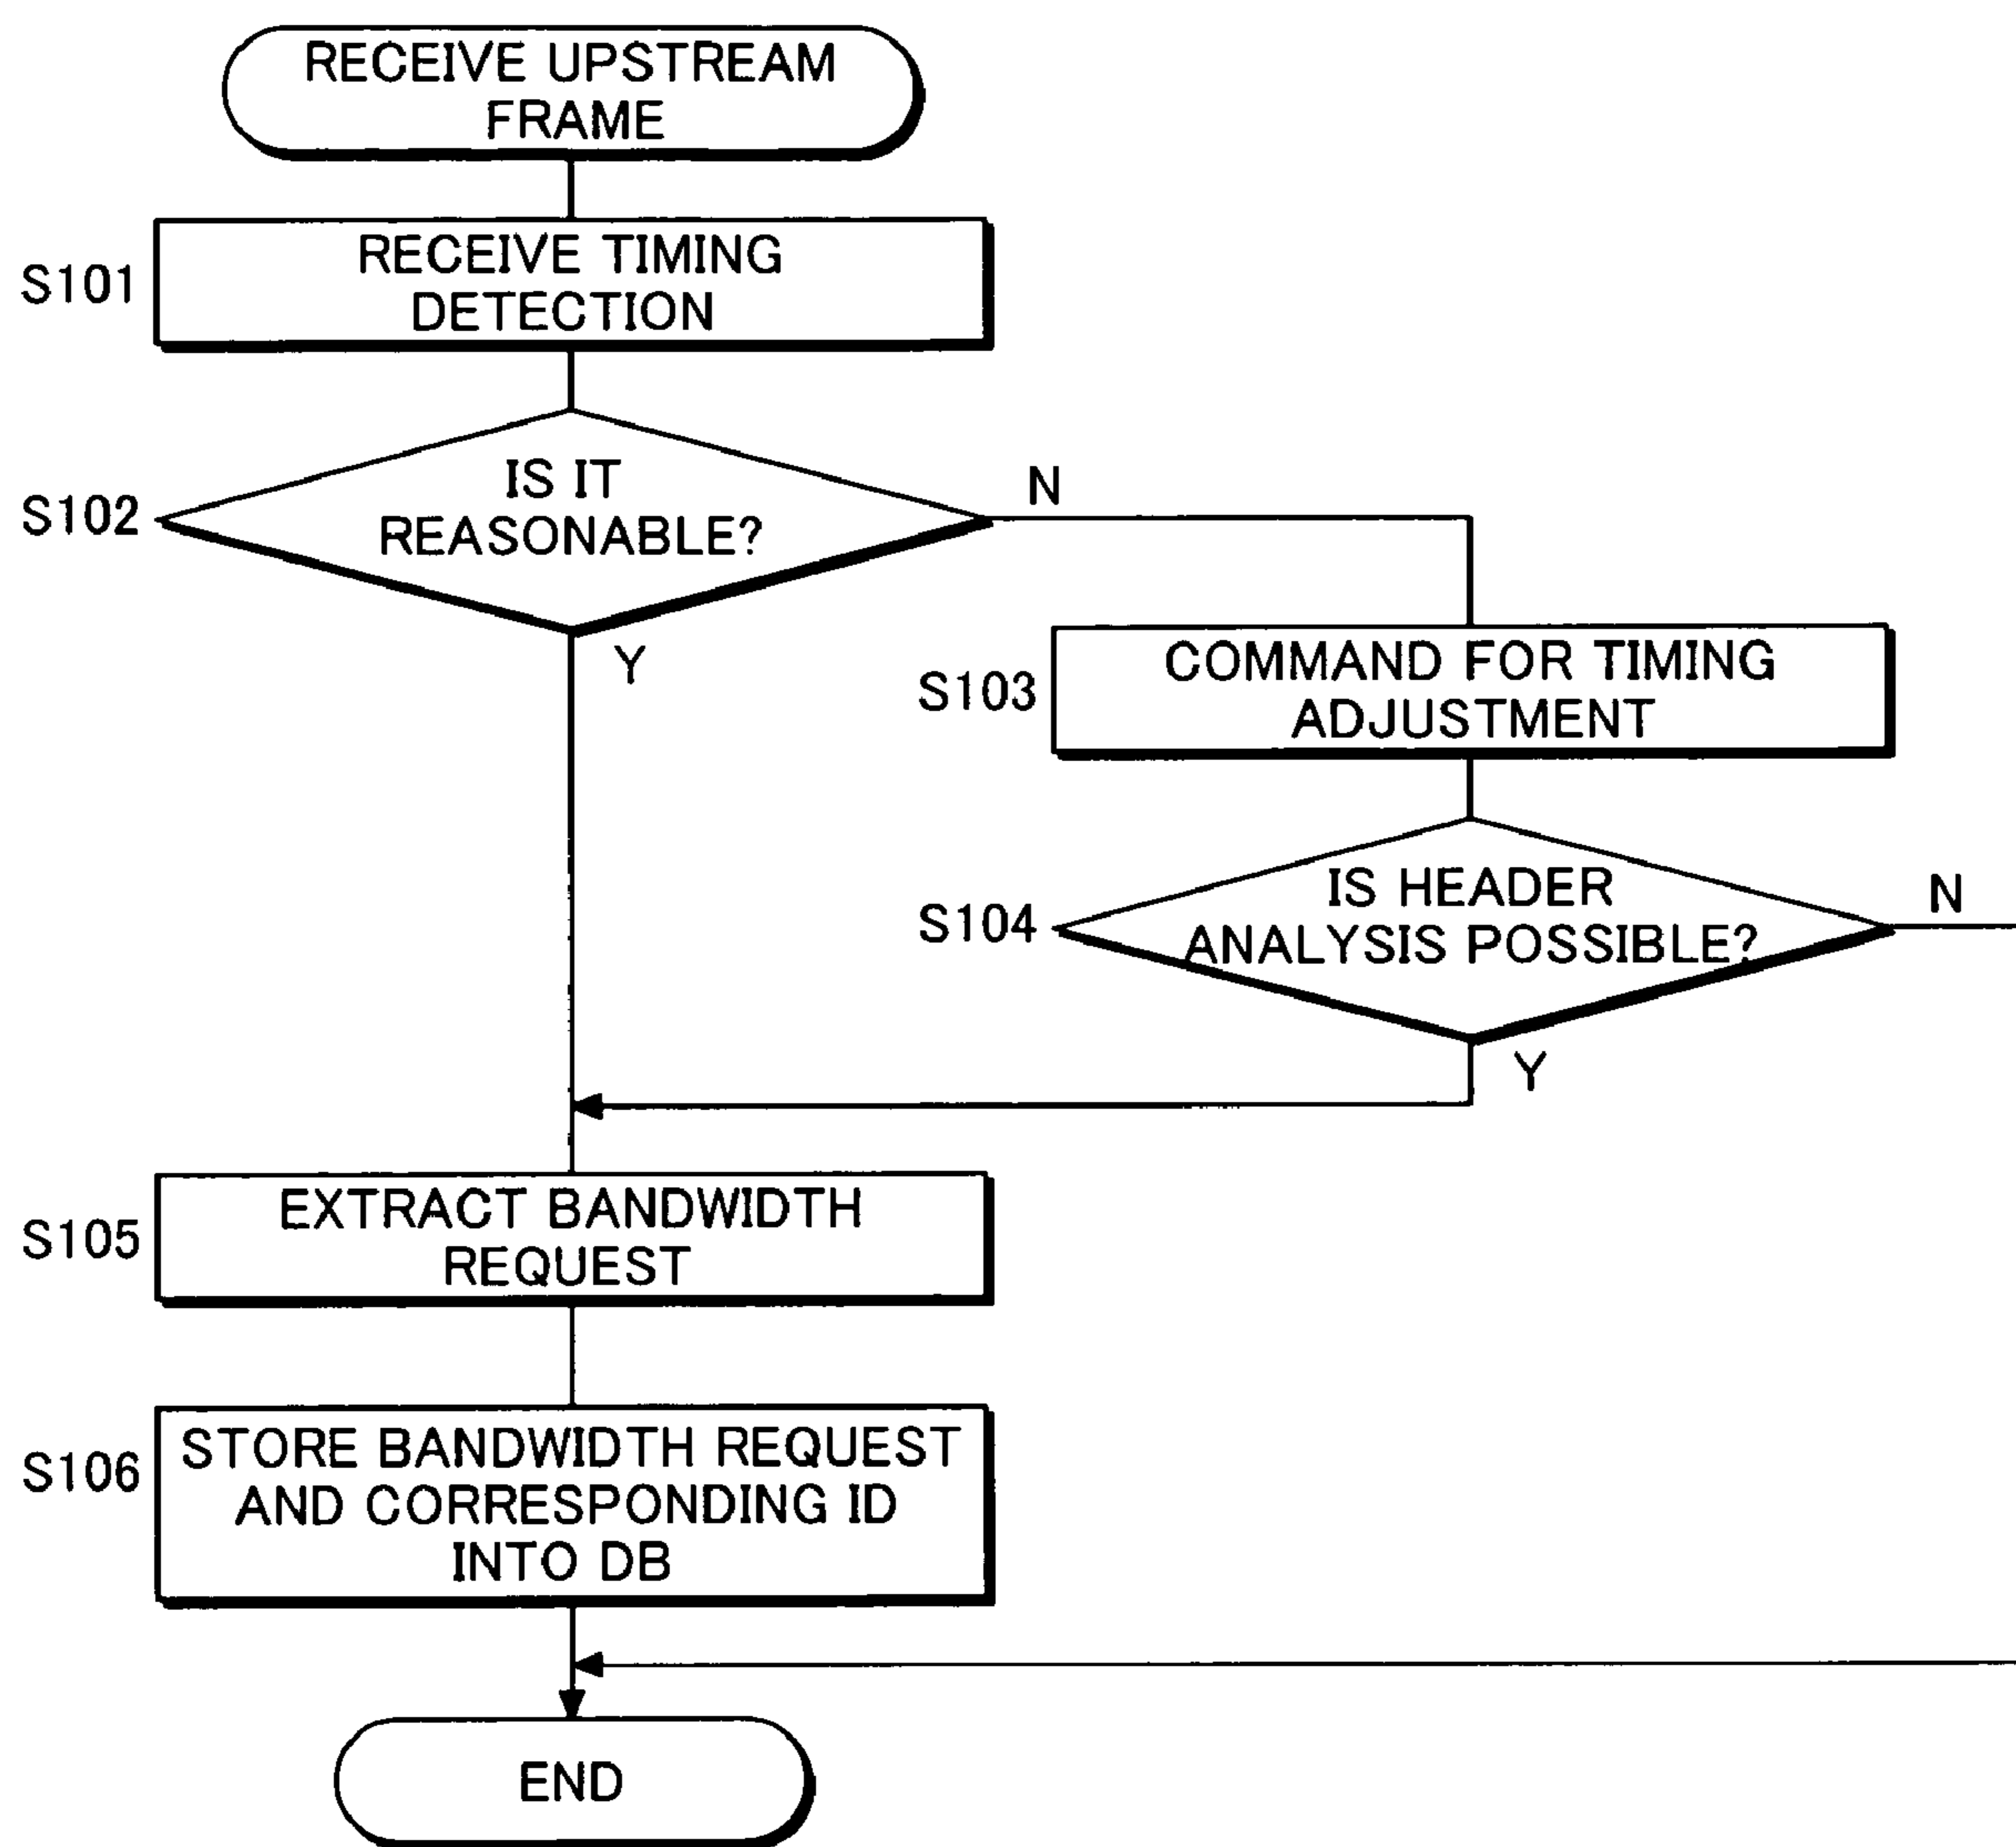 RECEIVE UPSTREAM
FRAME
S101
RECEIVE TIMING
DETECTION
S102
IS IT
REASONABLE?
N
Y
S103
COMMAND FOR TIMING
ADJUSTMENT
S104
IS HEADER
ANALYSIS POSSIBLE?
N
Y
S105
EXTRACT BANDWIDTH
REQUEST
S106
STORE BANDWIDTH REQUEST
AND CORRESPONDING ID
INTO DB
END